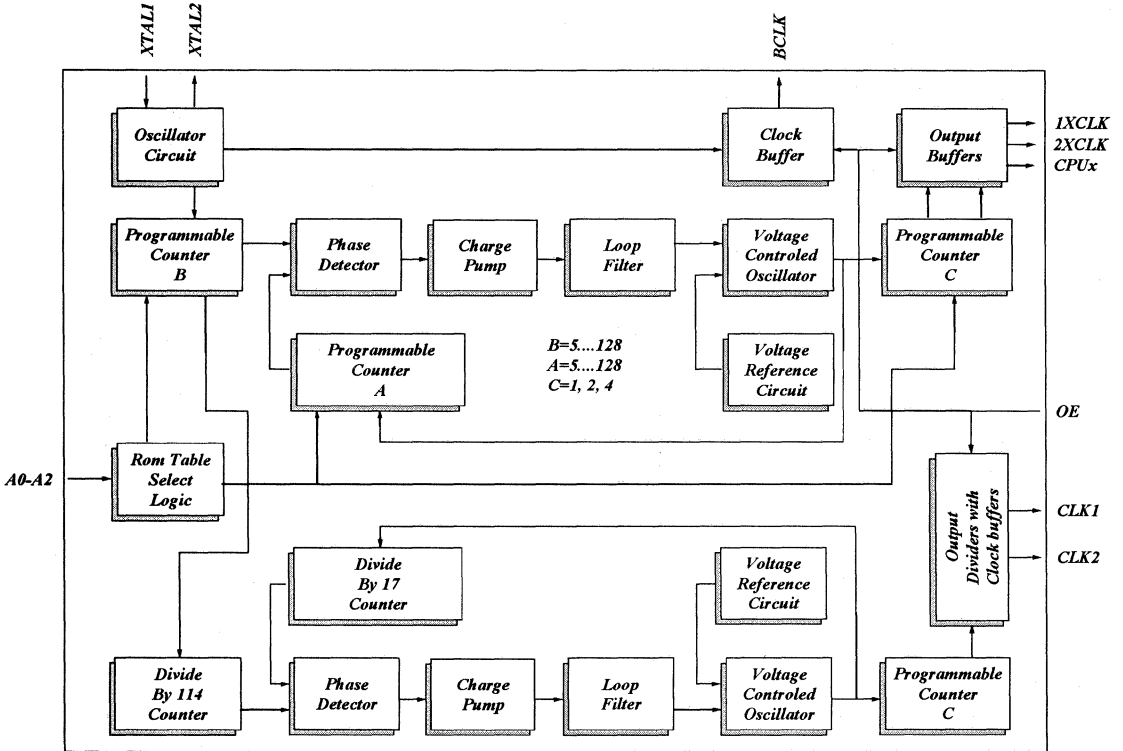 XTAL1
XTAL2
BCLK
Oscillator
Circuit
Clock
Buffer
Output
Buffers
1XCLK
2XCLK
CPUx
Programmable
Counter
B
Phase
Detector
Charge
Pump
Loop
Filter
Voltage
Controled
Oscillator
Programmable
Counter
C
Programmable
Counter
A
B=5....128
A=5....128
C=1, 2, 4
Voltage
Reference
Circuit
OE
A0-A2
Rom Table
Select
Logic
Output
Dividers with
Clock buffers
CLK1
CLK2
Divide
By 17
Counter
Voltage
Reference
Circuit
Divide
By 114
Counter
Phase
Detector
Charge
Pump
Loop
Filter
Voltage
Controled
Oscillator
Programmable
Counter
C